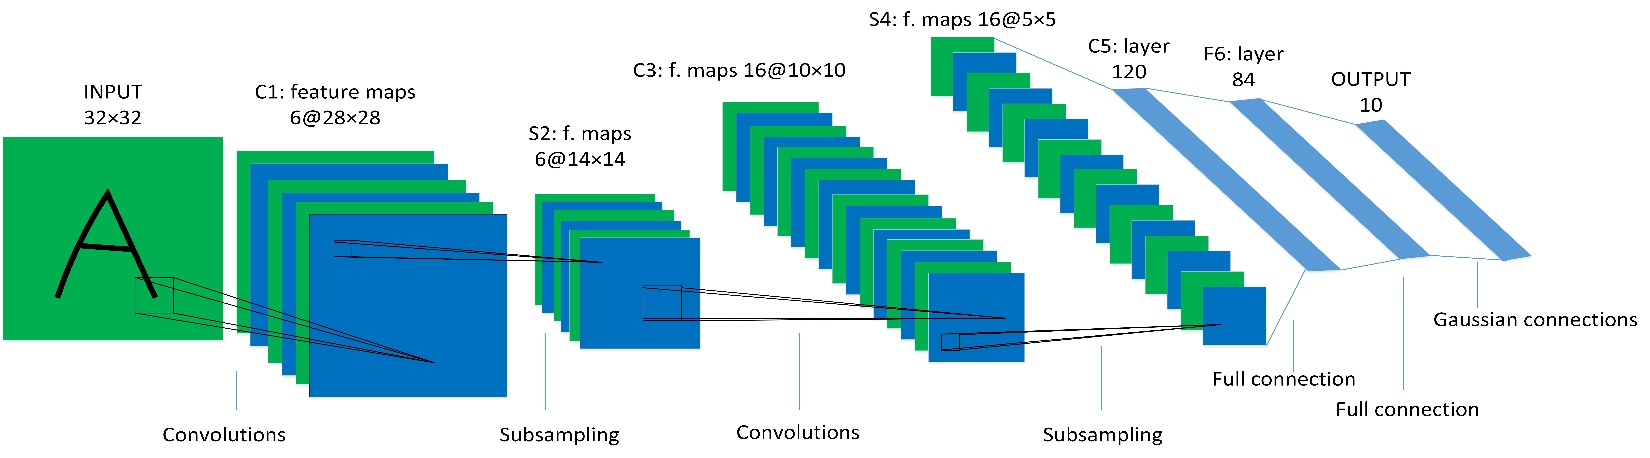 INPUT
32×32
C1: feature maps
6@28×28
S2: f. maps
6@14×14
C3: f. maps 16@10×10
S4: f. maps 16@5×5
C5: layer
120
F6: layer
84
OUTPUT
10
Convolutions
Subsampling
Convolutions
Subsampling
Full connection
Full connection
Gaussian connections
A